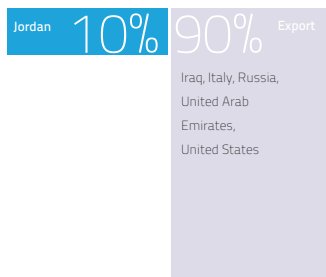 Jordan 10% 90% Export
Iraq, Italy, Russia,
United Arab
Emirates,
United States